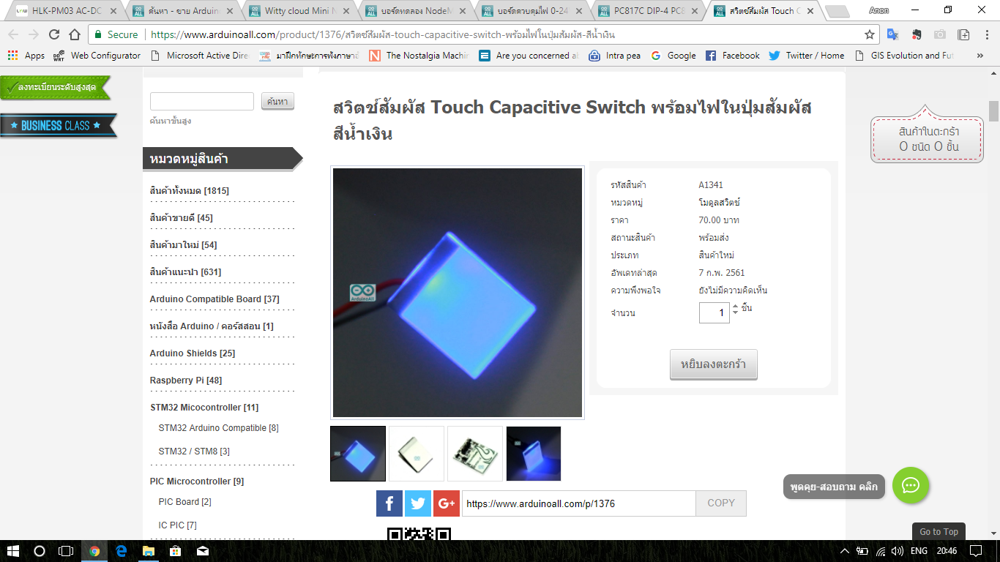 HLK-PM03 AC-DC
ค้นหา - ขาย Arduin
Witty cloud Mini N
บอร์ดทดลอง NodeM
บอร์ดควบคุมไฟ 0-24
PC817C DIP-4 PC8
สวิตช์สัมผัส Touch C
Anon
Secure
https://www.arduinoall.com/product/1376/สวิตช์สัมผัส-touch-capacitive-switch-พร้อมไฟในปุ่มสัมผัส-สีน้ำเงิน
Apps
DD WRT
Web Configurator
Microsoft Active Dire
มาฝึกทักษะการฟังภาษาอั
The Nostalgia Machin
Are you concerned ab
Intra pea
Google
Facebook
Twitter / Home
GIS Evolution and Fut
»
ลงทะเบียนระดับสูงสุด
BUSINESS CLASS
ค้นหา
ค้นหาขั้นสูง
หมวดหมู่สินค้า
สินค้าทั้งหมด [1815]
สินค้าขายดี [45]
สินค้ามาใหม่ [54]
สินค้าแนะนำ [631]
Arduino Compatible Board [37]
หนังสือ Arduino / คอร์สสอน [1]
Arduino Shields [25]
Raspberry Pi [48]
STM32 Micocontroller [11]
STM32 Arduino Compatible [8]
STM32 / STM8 [3]
PIC Microcontroller [9]
PIC Board [2]
IC PIC [7]
สวิตช์สัมผัส Touch Capacitive Switch พร้อมไฟในปุ่มสัมผัส
สีน้ำเงิน
ArduinoAll
รหัสสินค้า A1341
หมวดหมู่ โมดูลสวิตช์
ราคา 70.00 บาท
สถานะสินค้า พร้อมส่ง
ประเภท สินค้าใหม่
อัพเดทล่าสุด 7 ก.พ. 2561
ความพึงพอใจ ยังไม่มีความคิดเห็น
จำนวน 1 ชิ้น
หยิบลงตะกร้า
สินค้าในตะกร้า
0 ชนิด 0 ชิ้น
https://www.arduinoall.com/p/1376
COPY
พูดคุย-สอบถาม คลิก
Go to Top
ENG
20:46